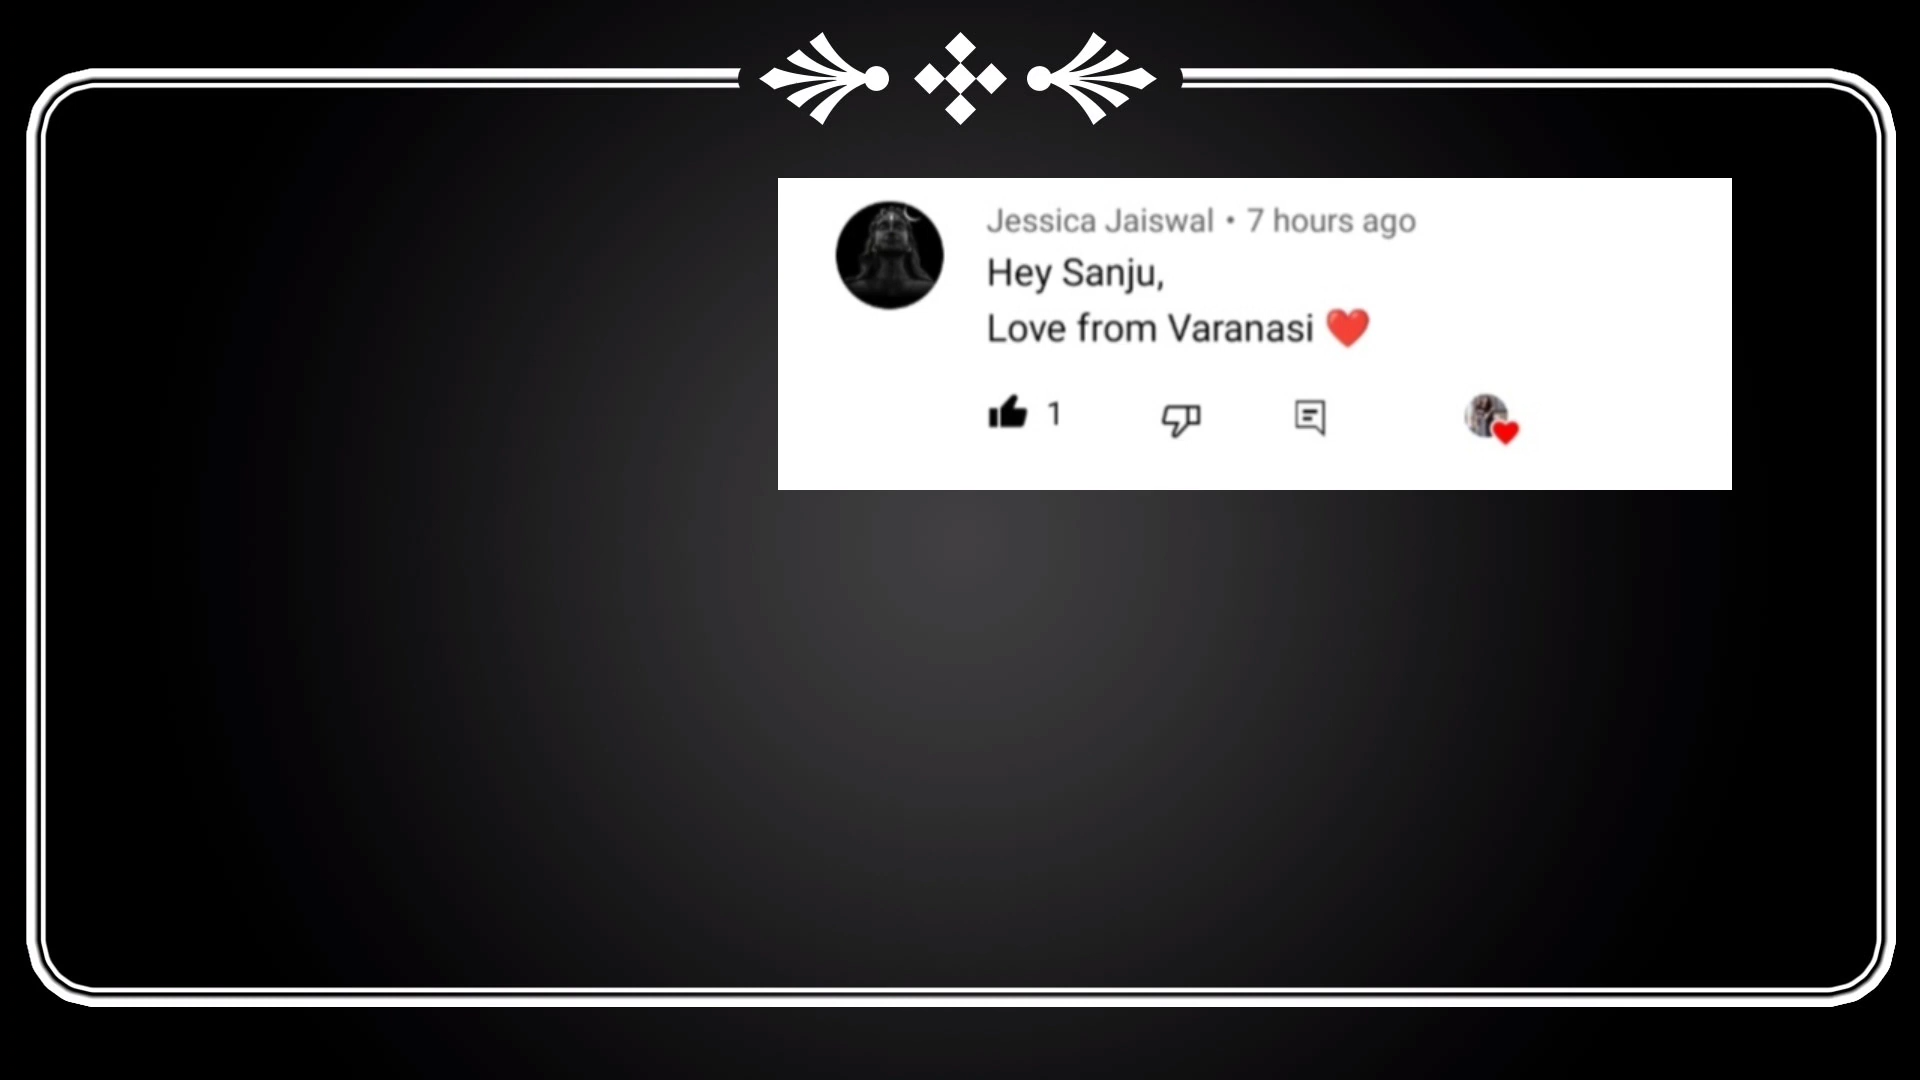 Jessica Jaiswal • 7 hours ago
Hey Sanju,
Love from Varanasi ❤️
1